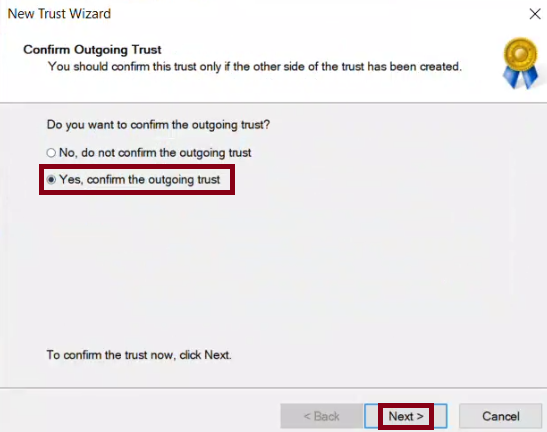 New Trust Wizard
Confirm Outgoing Trust
You should confirm this trust only if the other side of the trust has been created.
Do you want to confirm the outgoing trust?
No, do not confirm the outgoing trust
Yes, confirm the outgoing trust
To confirm the trust now, click Next.
< Back Next > Cancel